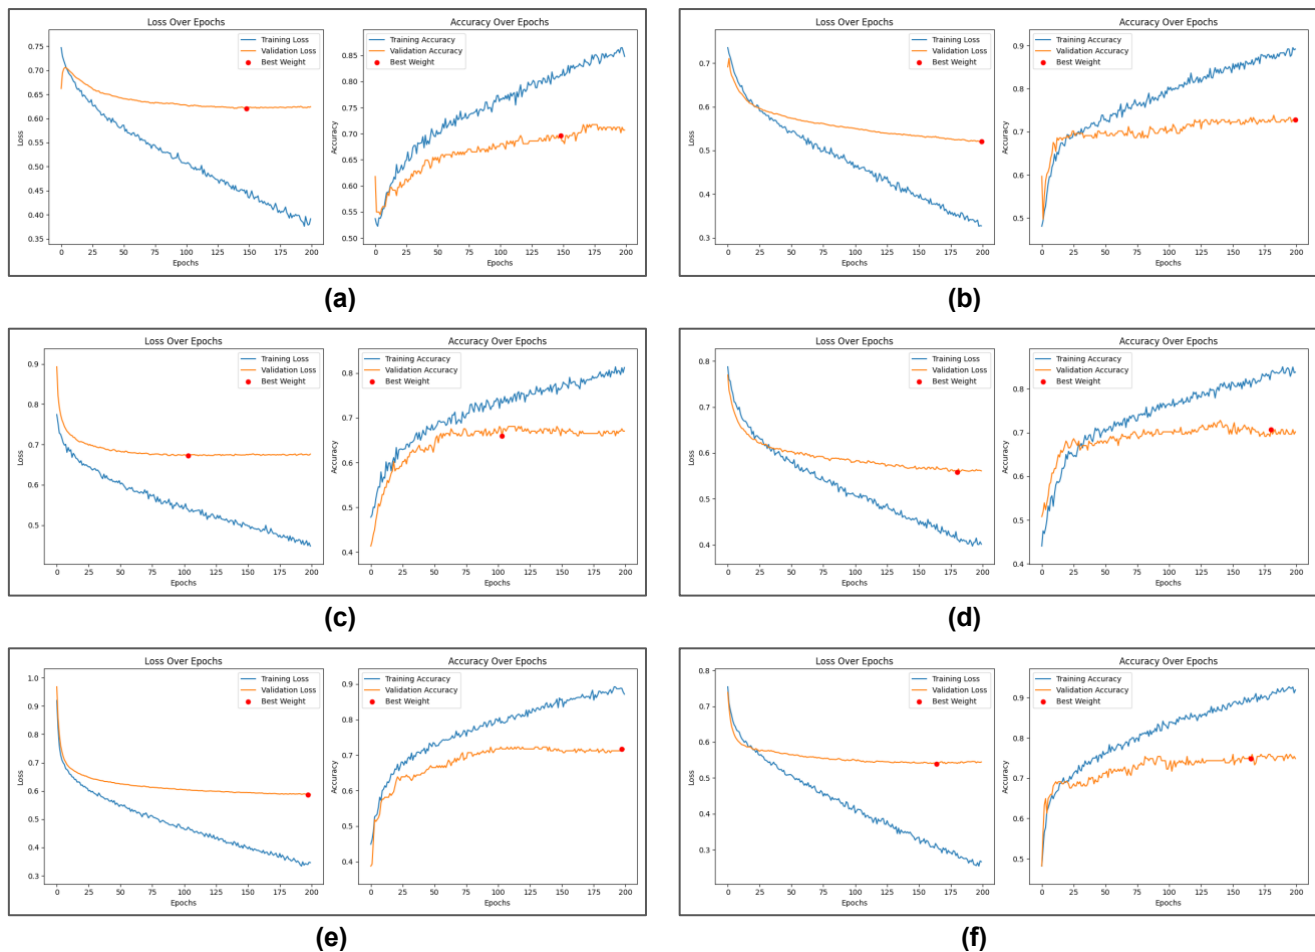 Loss Over Epochs
Accuracy Over Epochs
Training Loss
Validation Loss
Best Weight
Training Accuracy
Validation Accuracy
Best Weight
Loss
0.75
0.70
0.65
0.60
0.55
0.50
0.45
0.40
0.35
0 25 50 75 100 125 150 175 200
Epochs
Accuracy
0.85
0.80
0.75
0.70
0.65
0.60
0.55
0.50
0 25 50 75 100 125 150 175 200
Epochs
(a)
Loss Over Epochs
Accuracy Over Epochs
Training Loss
Validation Loss
Best Weight
Training Accuracy
Validation Accuracy
Best Weight
Loss
0.7
0.6
0.5
0.4
0.3
0 25 50 75 100 125 150 175 200
Epochs
Accuracy
0.9
0.8
0.7
0.6
0.5
0 25 50 75 100 125 150 175 200
Epochs
(b)
Loss Over Epochs
Accuracy Over Epochs
Training Loss
Validation Loss
Best Weight
Training Accuracy
Validation Accuracy
Best Weight
Loss
0.9
0.8
0.7
0.6
0.5
0 25 50 75 100 125 150 175 200
Epochs
Accuracy
0.8
0.7
0.6
0.5
0.4
0 25 50 75 100 125 150 175 200
Epochs
(c)
Loss Over Epochs
Accuracy Over Epochs
Training Loss
Validation Loss
Best Weight
Training Accuracy
Validation Accuracy
Best Weight
Loss
0.8
0.7
0.6
0.5
0.4
0 25 50 75 100 125 150 175 200
Epochs
Accuracy
0.8
0.7
0.6
0.5
0.4
0 25 50 75 100 125 150 175 200
Epochs
(d)
Loss Over Epochs
Accuracy Over Epochs
Training Loss
Validation Loss
Best Weight
Training Accuracy
Validation Accuracy
Best Weight
Loss
1.0
0.9
0.8
0.7
0.6
0.5
0.4
0.3
0 25 50 75 100 125 150 175 200
Epochs
Accuracy
0.9
0.8
0.7
0.6
0.5
0.4
0 25 50 75 100 125 150 175 200
Epochs
(e)
Loss Over Epochs
Accuracy Over Epochs
Training Loss
Validation Loss
Best Weight
Training Accuracy
Validation Accuracy
Best Weight
Loss
0.8
0.7
0.6
0.5
0.4
0.3
0 25 50 75 100 125 150 175 200
Epochs
Accuracy
0.9
0.8
0.7
0.6
0.5
0 25 50 75 100 125 150 175 200
Epochs
(f)